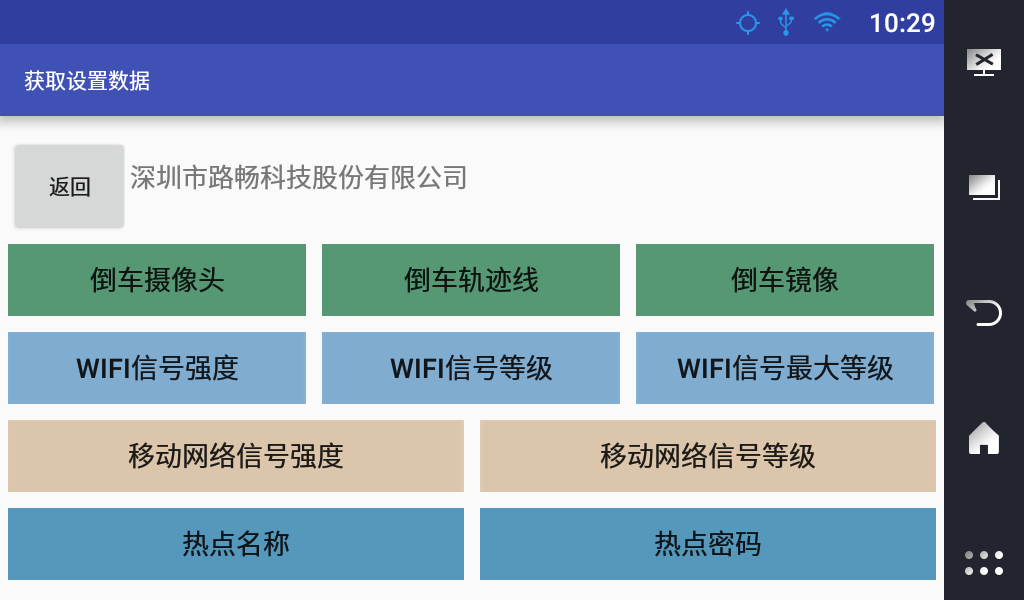 10:29
获取设置数据
返回
深圳市路畅科技股份有限公司
倒车摄像头
倒车轨迹线
倒车镜像
WIFI信号强度
WIFI信号等级
WIFI信号最大等级
移动网络信号强度
移动网络信号等级
热点名称
热点密码